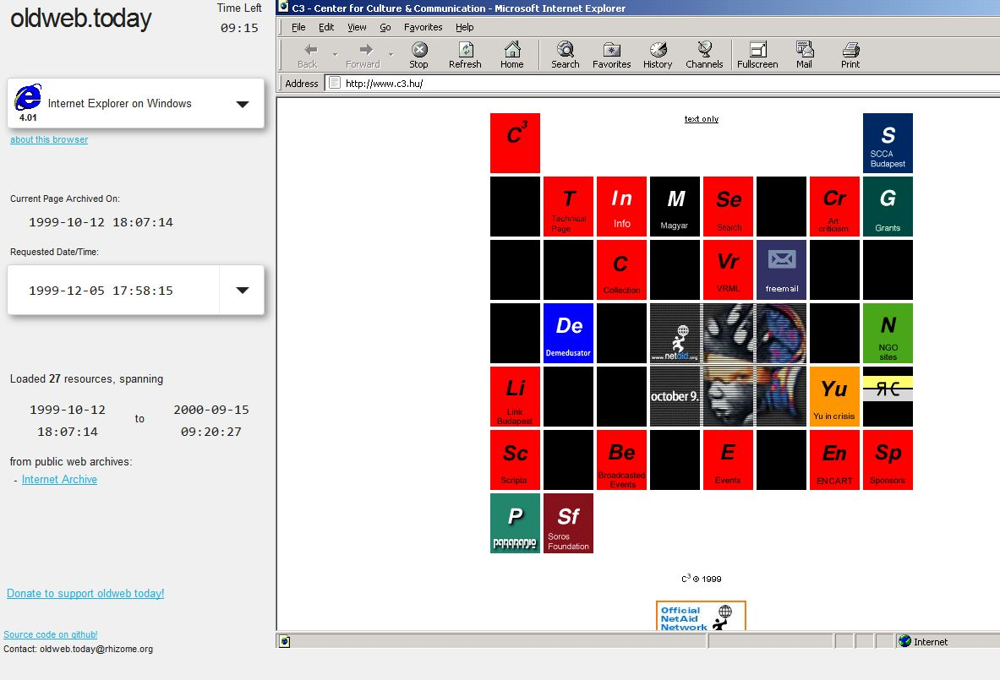 oldweb.today
Time Left
09:15
4.01
Internet Explorer on Windows
about this browser
Current Page Archived On:
1999-10-12 18:07:14
Requested Date/Time:
1999-12-05 17:58:15
Loaded 27 resources, spanning
1999-10-12 18:07:14
to
2000-09-15 09:20:27
from public web archives:
- Internet Archive
Donate to support oldweb today!
Source code on github!
Contact: oldweb.today@rhizome.org
C3 - Center for Culture & Communication - Microsoft Internet Explorer
File Edit View Go Favorites Help
Back Forward Stop Refresh Home Search Favorites History Channels Fullscreen Mail Print
Address http://www.c3.hu/
C3
text only
S
SCCA
Budapest
T
Technical
Page
In
Info
M
Magyar
Se
Search
Cr
Art
criticism
G
Grants
C
Collection
Vr
VRML
freemail
De
Demedusator
www.netaid.org
N
NGO
sites
Li
Link
Budapest
october 9.
Yu
Yu in crisis
Sc
Scripta
Be
Broadcasted
Events
E
Events
En
ENCART
Sp
Sponsors
P
PARARADIO
Sf
Soros
Foundation
C3 © 1999
Official
NetAid
Network
Internet